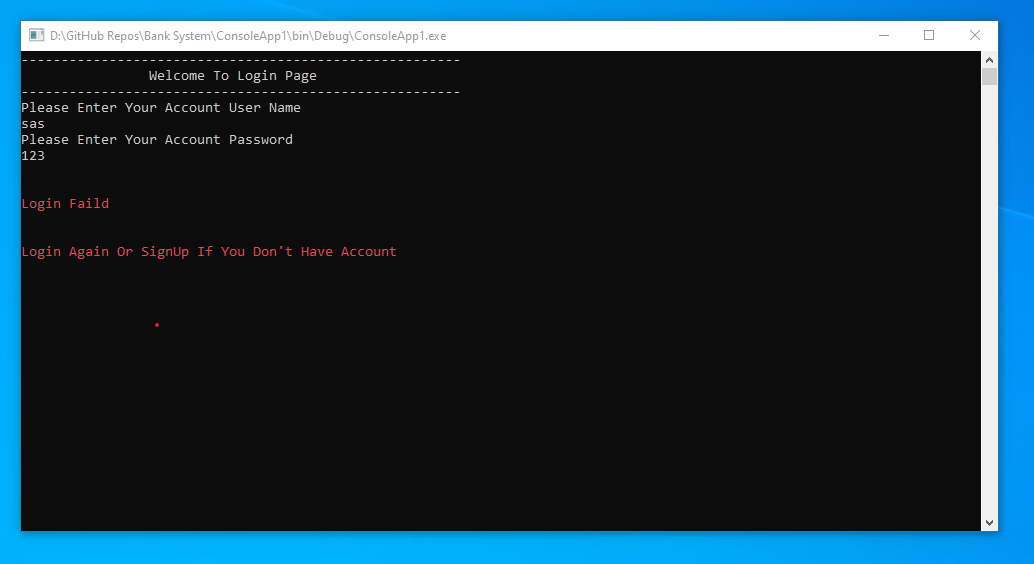 D:\GitHub Repos\Bank System\ConsoleApp1\bin\Debug\ConsoleApp1.exe
-------------------------------------------------------
Welcome To Login Page
-------------------------------------------------------
Please Enter Your Account User Name
sas
Please Enter Your Account Password
123
Login Faild
Login Again Or SignUp If You Don't Have Account